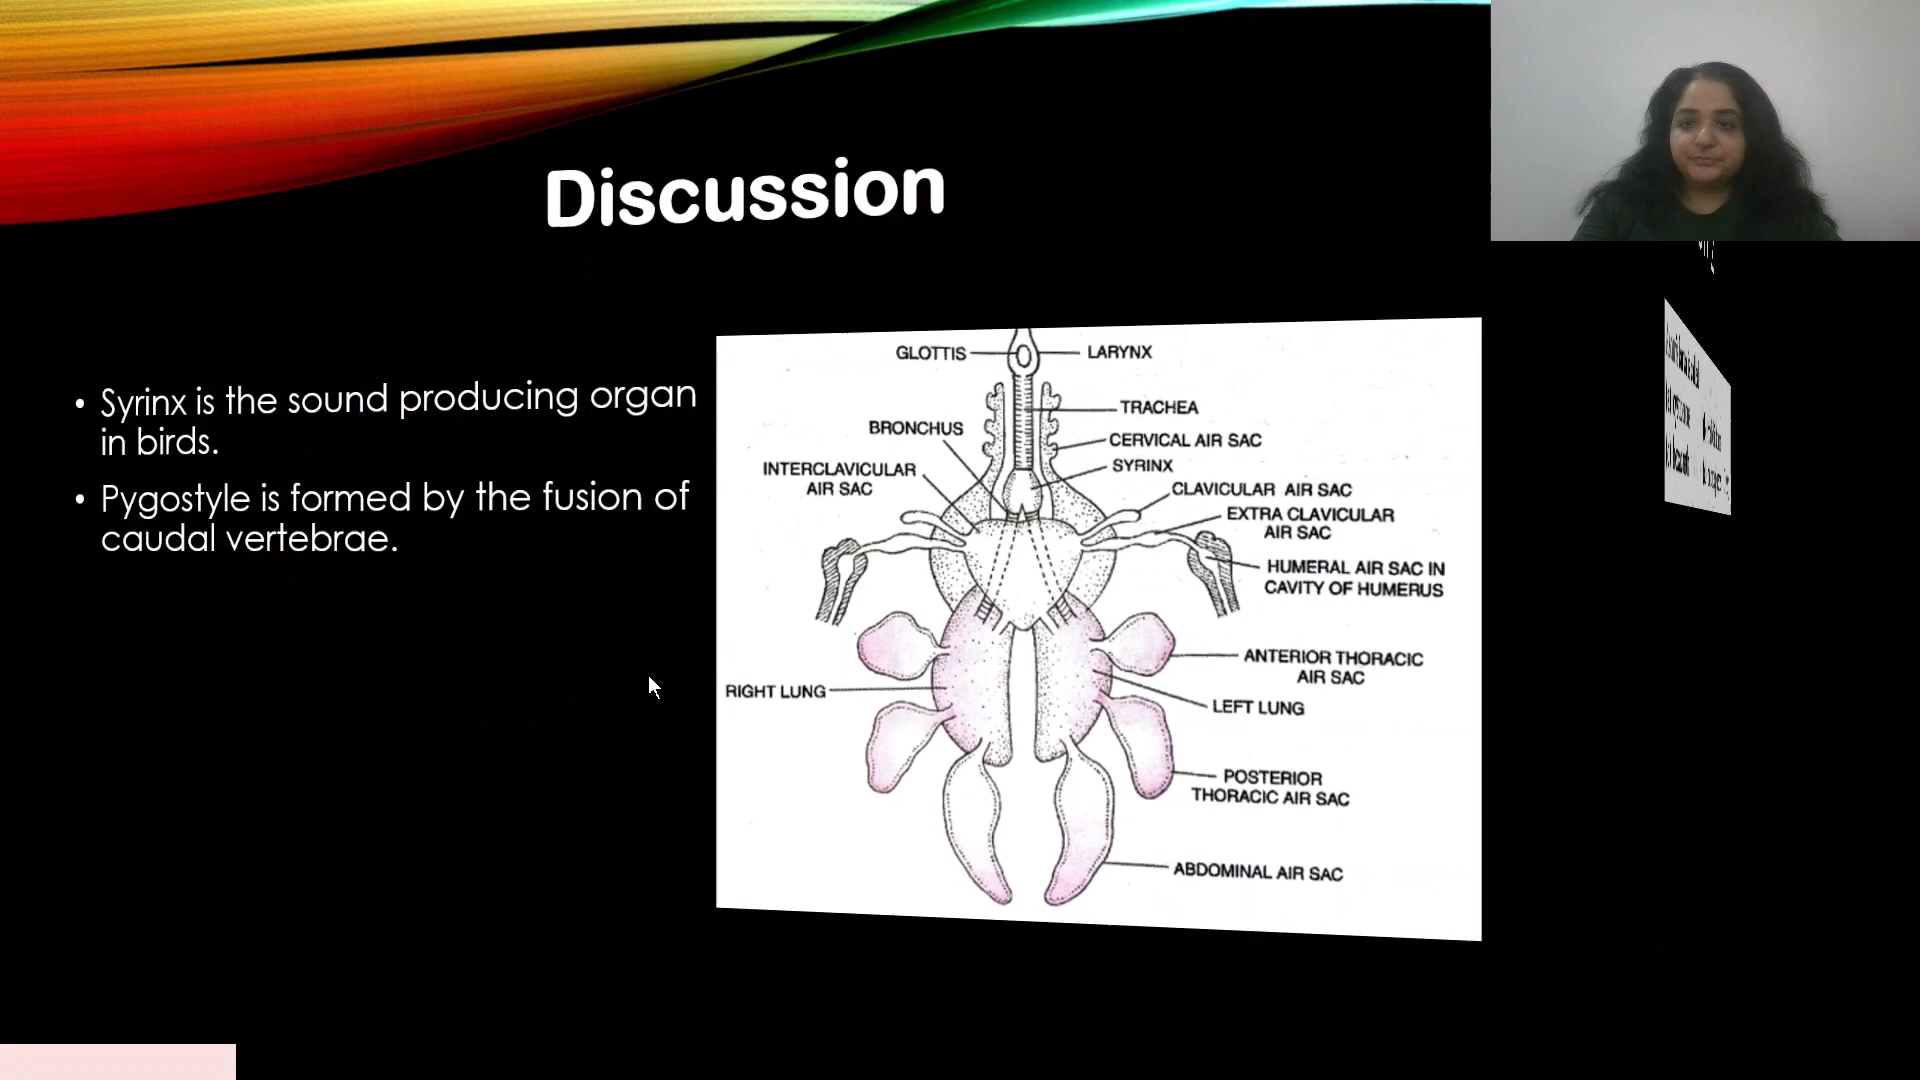 Discussion
• Syrinx is the sound producing organ
in birds.
• Pygostyle is formed by the fusion of
caudal vertebrae.
GLOTTIS
LARYNX
TRACHEA
BRONCHUS
CERVICAL AIR SAC
INTERCLAVICULAR
AIR SAC
SYRINX
CLAVICULAR AIR SAC
EXTRA CLAVICULAR
AIR SAC
HUMERAL AIR SAC IN
CAVITY OF HUMERUS
ANTERIOR THORACIC
AIR SAC
RIGHT LUNG
LEFT LUNG
POSTERIOR
THORACIC AIR SAC
ABDOMINAL AIR SAC